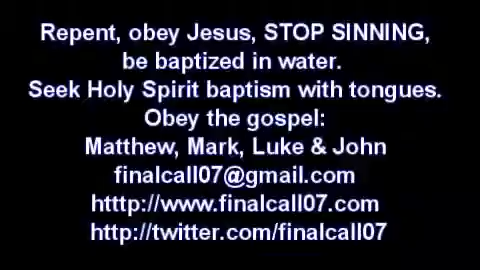 Repent, obey Jesus, STOP SINNING,
be baptized in water.
Seek Holy Spirit baptism with tongues.
Obey the gospel:
Matthew, Mark, Luke & John
finalcall07@gmail.com
htttp://www.finalcall07.com
http://twitter.com/finalcall07